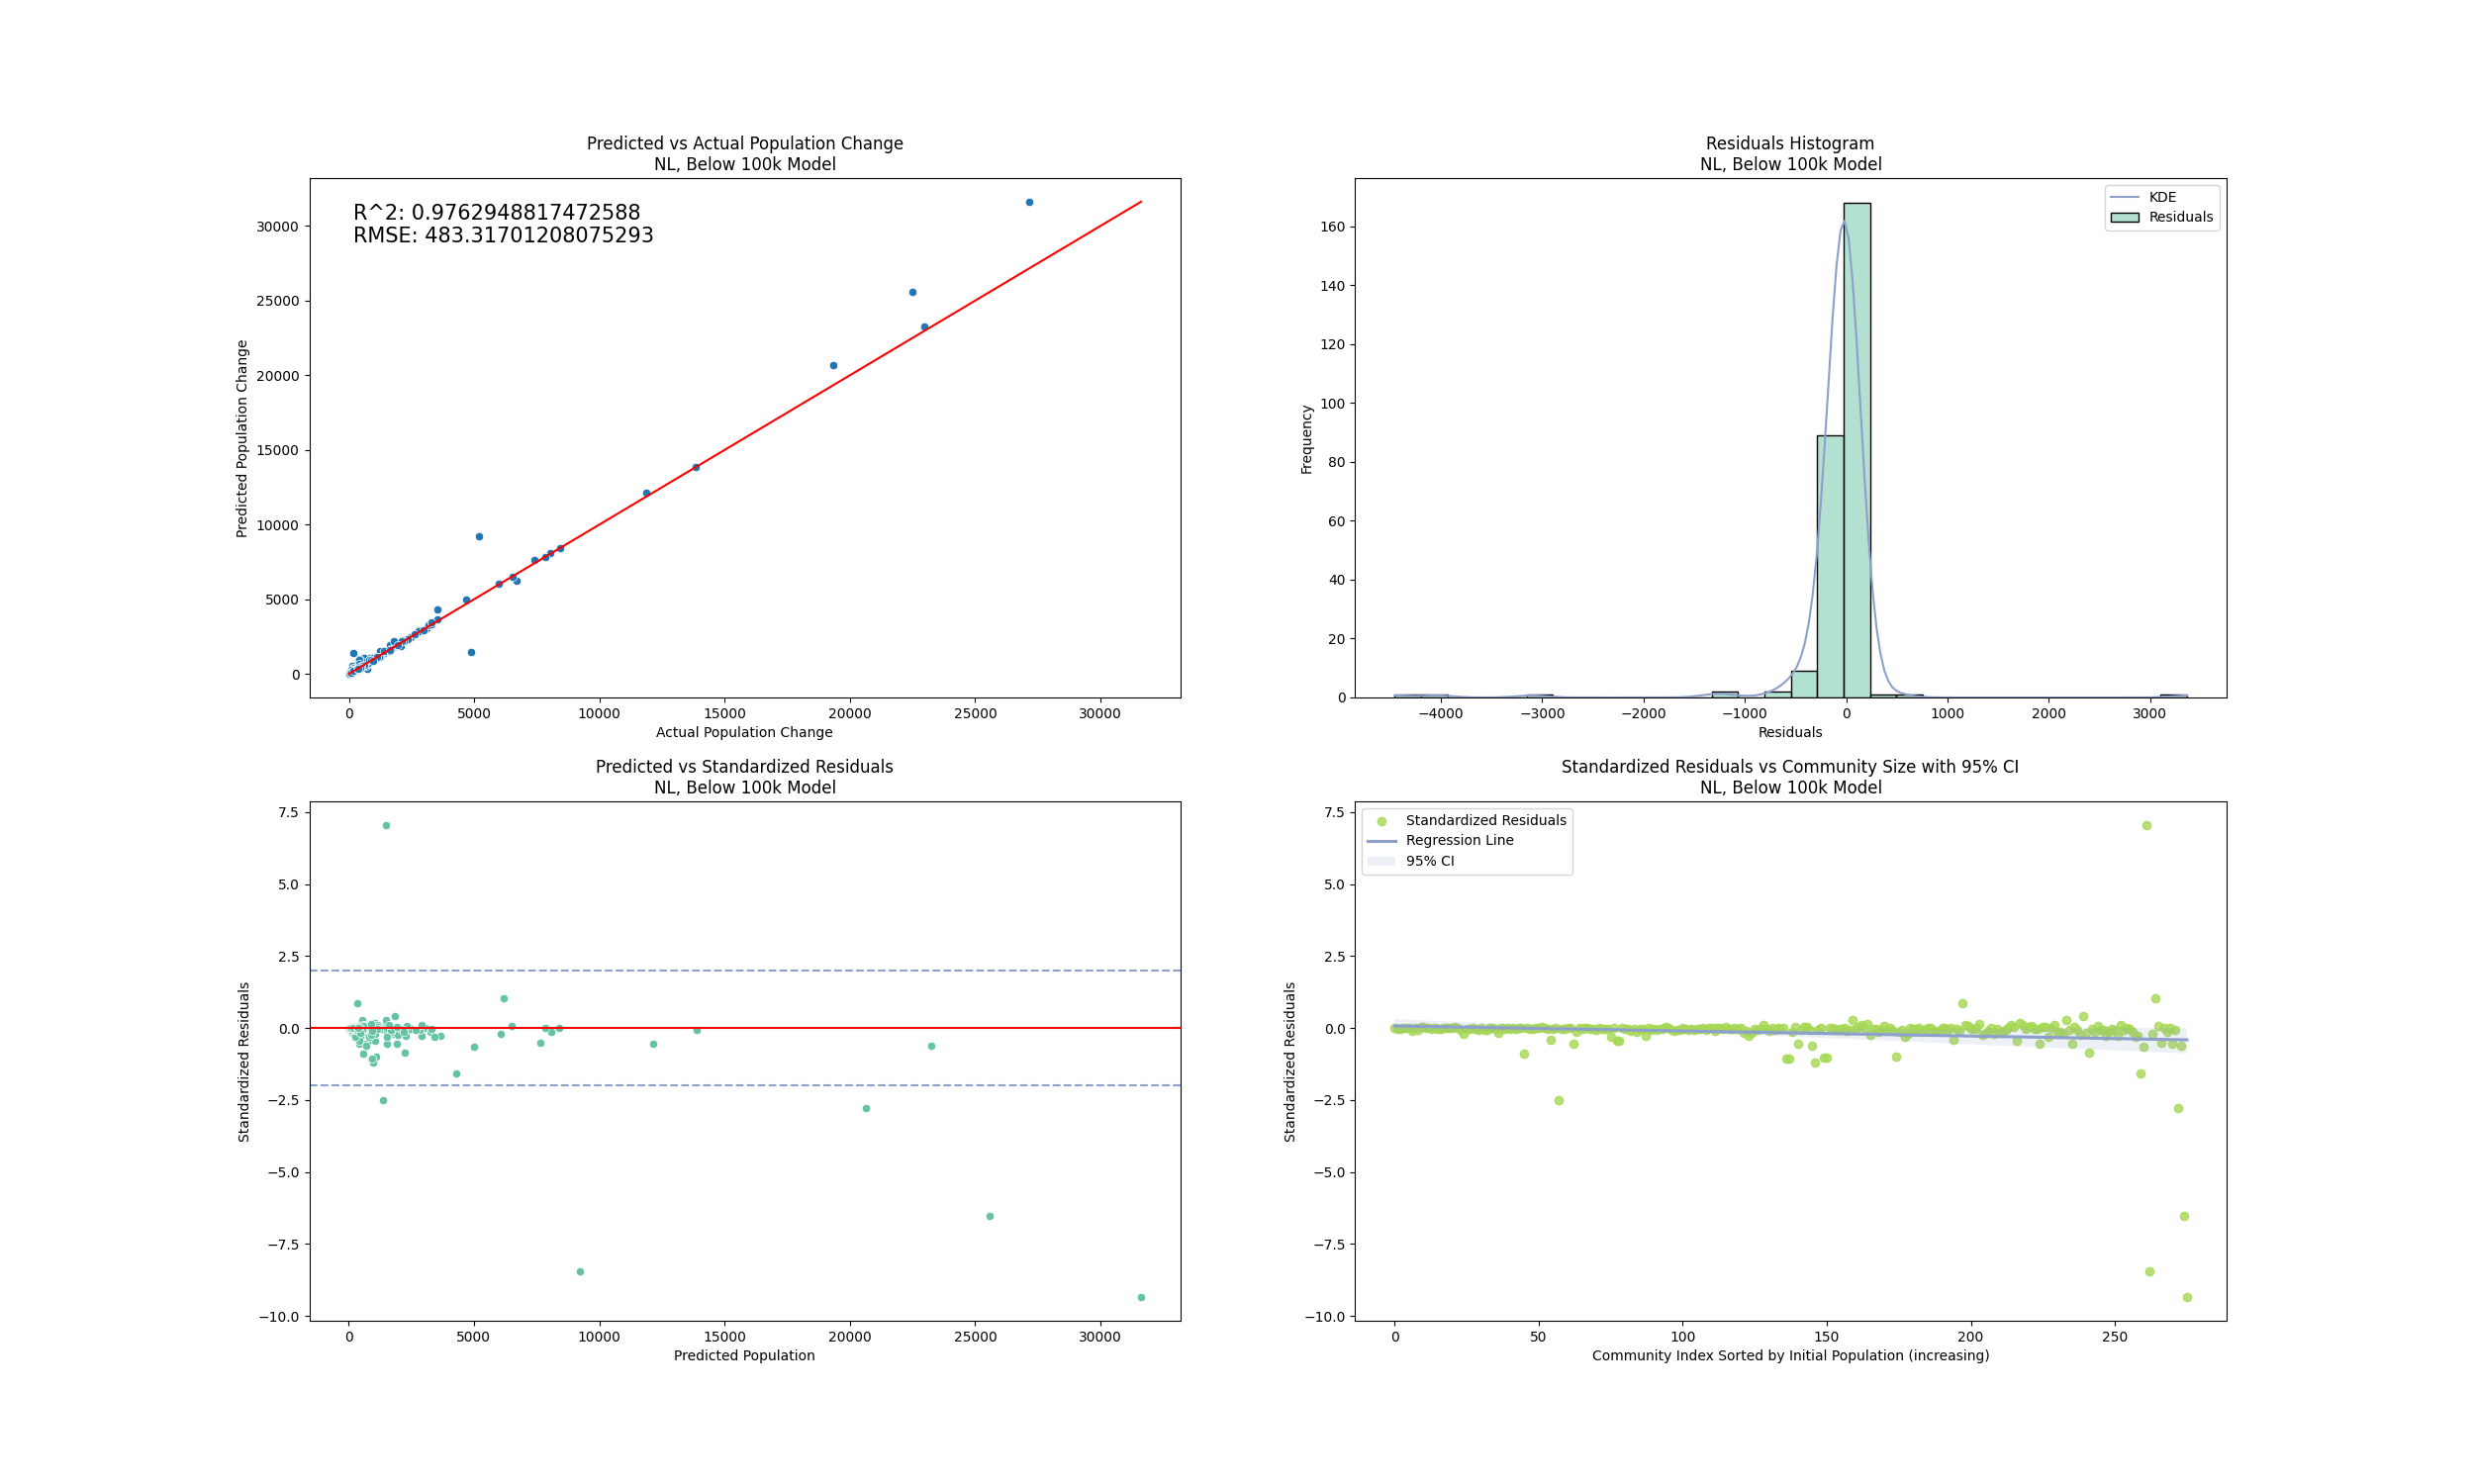 Predicted vs Actual Population Change
NL, Below 100k Model
R^2: 0.9762948817472588
RMSE: 483.31701208075293
30000
25000
20000
15000
10000
5000
0
Predicted Population Change
0
5000
10000
15000
20000
25000
30000
Actual Population Change
Residuals Histogram
NL, Below 100k Model
KDE
Residuals
160
140
120
100
80
60
40
20
0
Frequency
−4000
−3000
−2000
−1000
0
1000
2000
3000
Residuals
Predicted vs Standardized Residuals
NL, Below 100k Model
7.5
5.0
2.5
0.0
−2.5
−5.0
−7.5
−10.0
Standardized Residuals
0
5000
10000
15000
20000
25000
30000
Predicted Population
Standardized Residuals vs Community Size with 95% CI
NL, Below 100k Model
Standardized Residuals
Regression Line
95% CI
7.5
5.0
2.5
0.0
−2.5
−5.0
−7.5
−10.0
Standardized Residuals
0
50
100
150
200
250
Community Index Sorted by Initial Population (increasing)